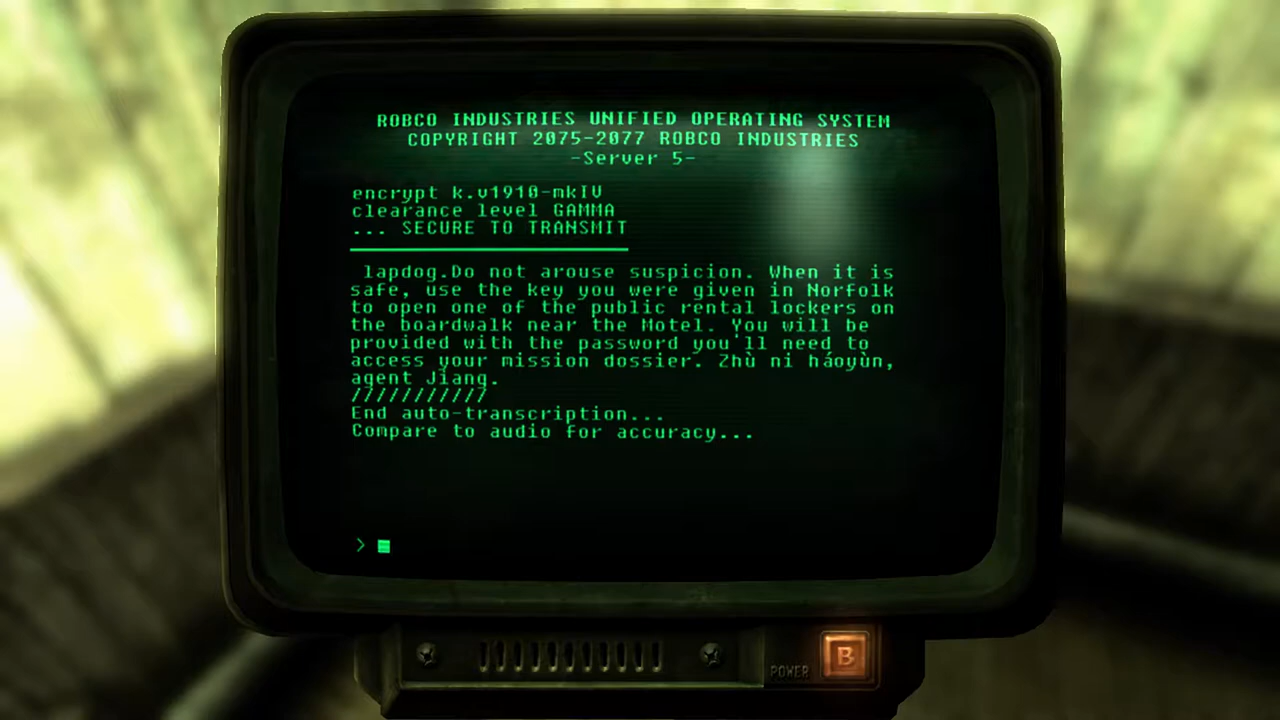 ROBCO INDUSTRIES UNIFIED OPERATING SYSTEM
COPYRIGHT 2075-2077 ROBCO INDUSTRIES
-Server 5-
encrypt k.v1910-mkIV
clearance level GAMMA
... SECURE TO TRANSMIT
lapdog.Do not arouse suspicion. When it is
safe, use the key you were given in Norfolk
to open one of the public rental lockers on
the boardwalk near the Motel. You will be
provided with the password you'll need to
access your mission dossier. Zhù ni háoyùn,
agent Jiang.
///////////
End auto-transcription...
Compare to audio for accuracy...
>
POWER
B